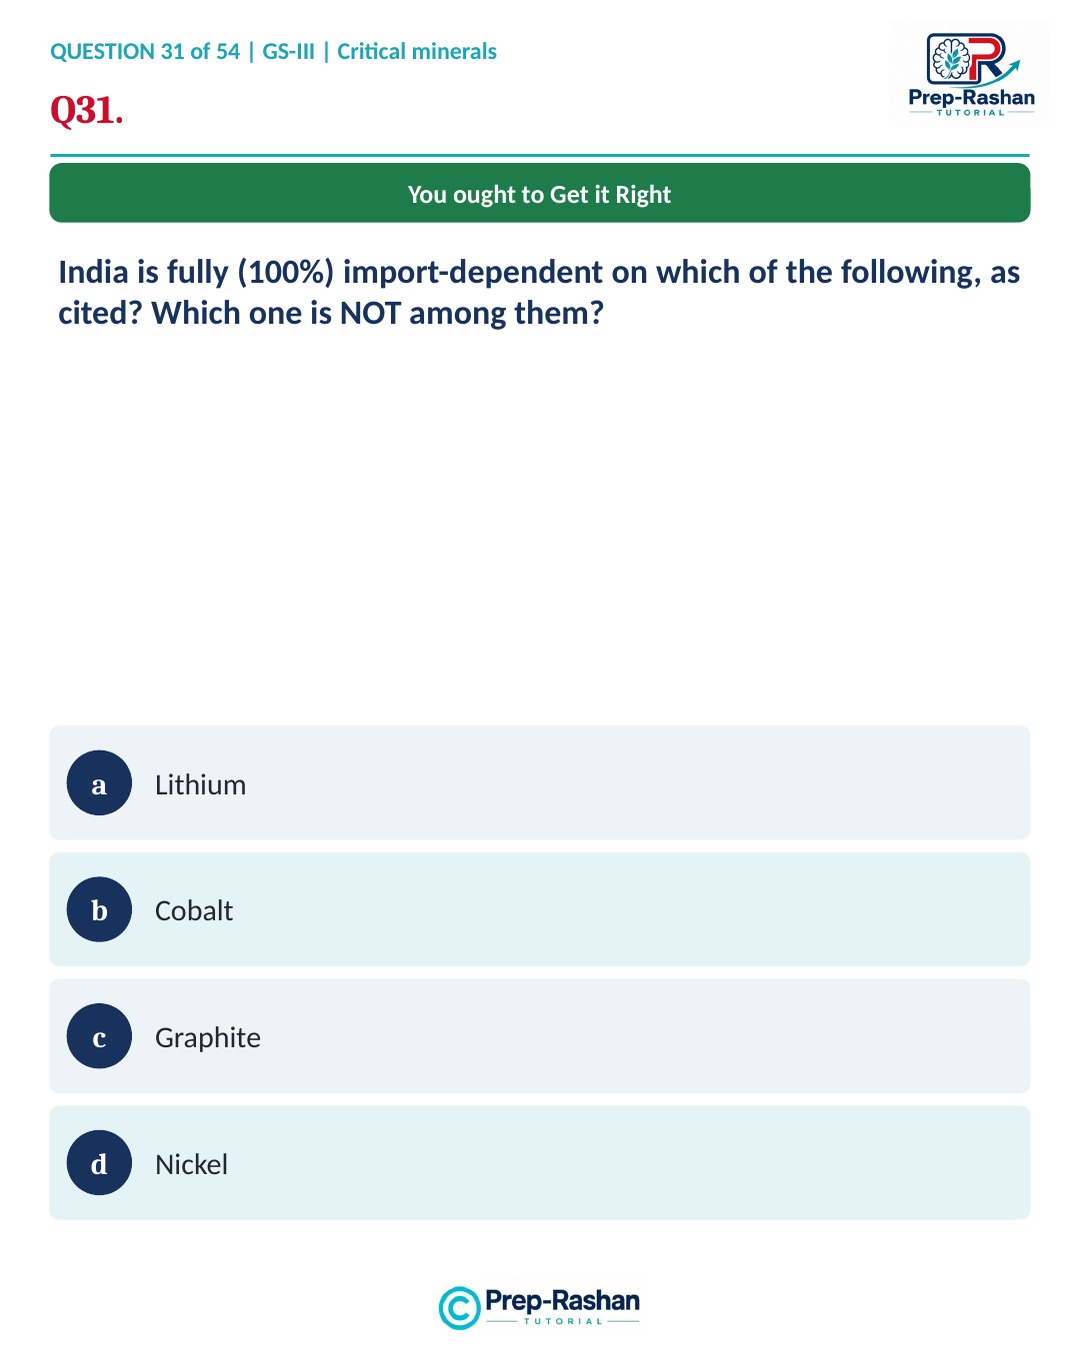 QUESTION 31 of 54 | GS-III | Critical minerals
R
Prep-Rashan
TUTORIAL
Q31.
You ought to Get it Right
India is fully (100%) import-dependent on which of the following, as
cited? Which one is NOT among them?
a Lithium
b Cobalt
c Graphite
d Nickel
© Prep-Rashan
TUTORIAL